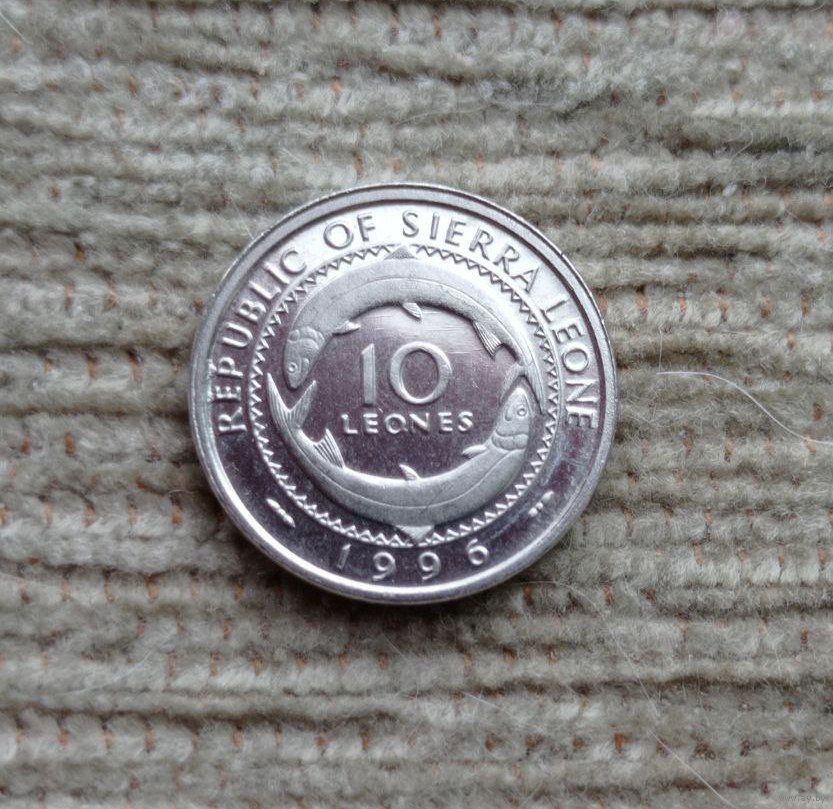 REPUBLIC OF SIERRA LEONE
10
LEONES
1996